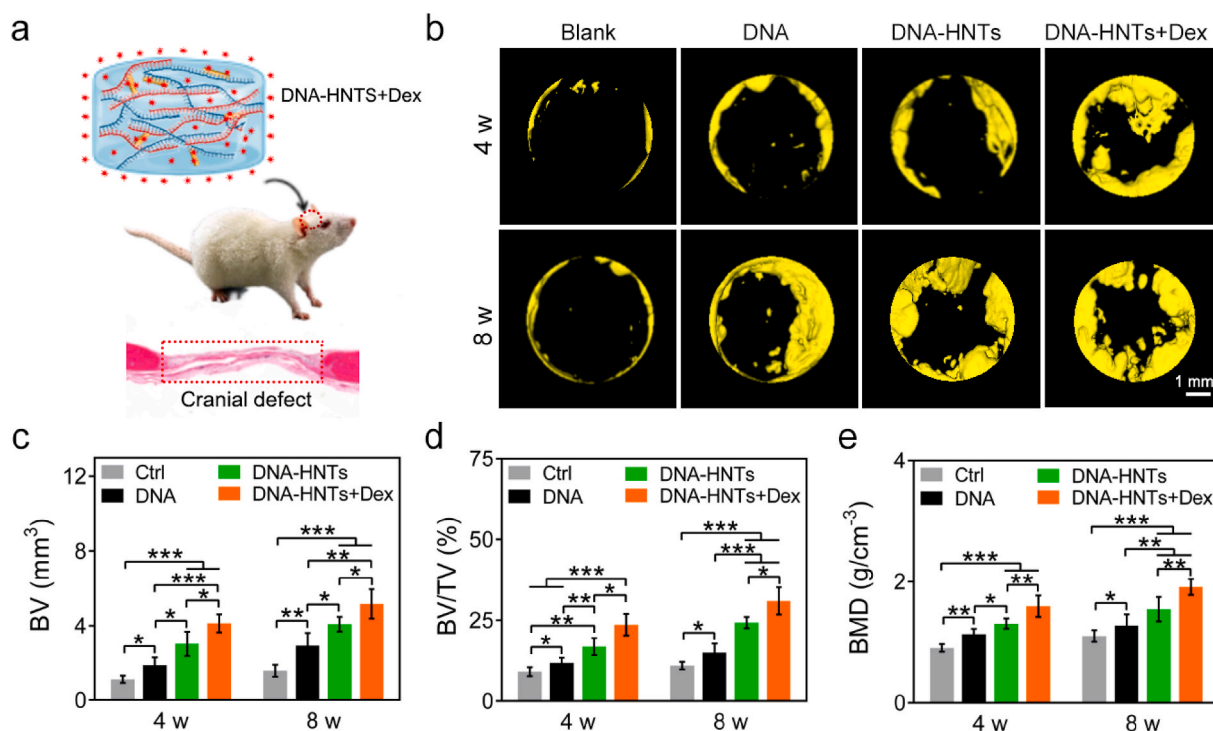 a
DNA-HNTS+Dex
Cranial defect
b
Blank DNA DNA-HNTs DNA-HNTs+Dex
4 w
8 w
1 mm
c
BV (mm³)
12
8
4
0
Ctrl DNA-HNTs
DNA DNA-HNTs+Dex
***
***
*
*
*
***
**
*
*
**
4 w 8 w
d
BV/TV (%)
75
50
25
0
Ctrl DNA-HNTs
DNA DNA-HNTs+Dex
***
**
*
**
*
***
***
*
*
4 w 8 w
e
BMD (g/cm⁻³)
4
2
0
Ctrl DNA-HNTs
DNA DNA-HNTs+Dex
***
**
*
**
***
**
**
*
4 w 8 w